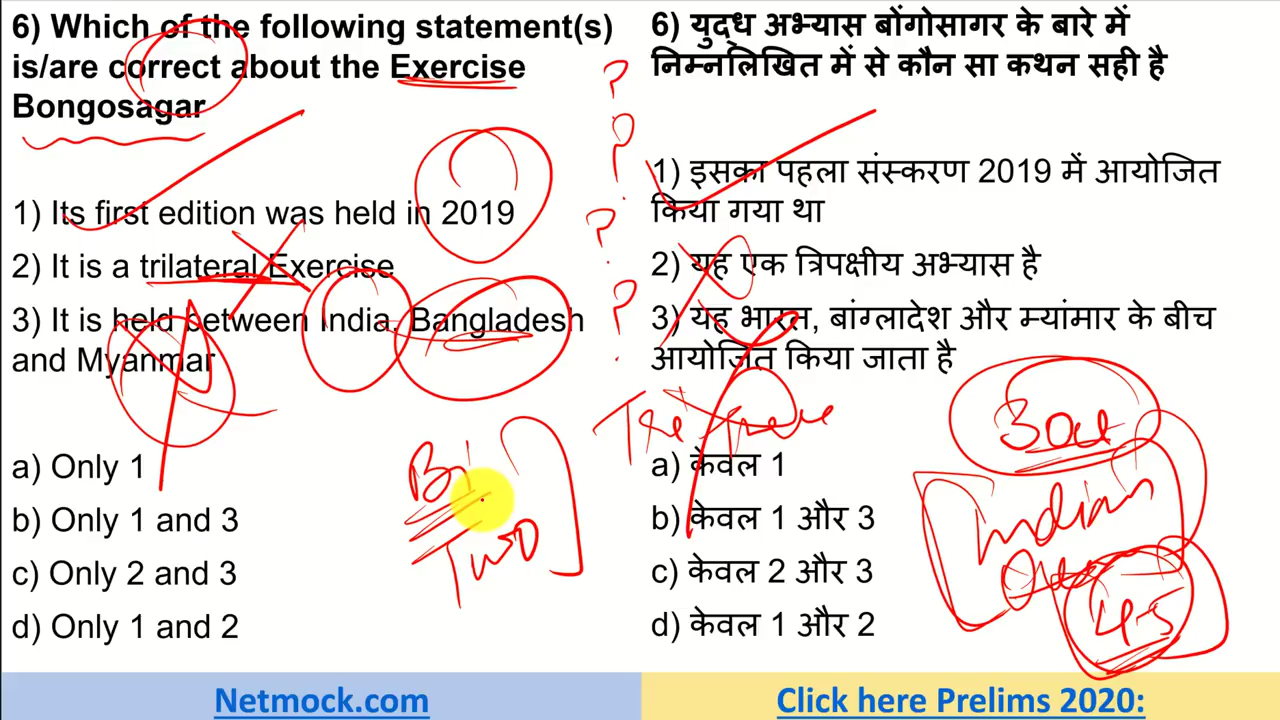 6) Which of the following statement(s)
is/are correct about the Exercise
Bongosagar
1) Its first edition was held in 2019
2) It is a trilateral Exercise
3) It is held between India, Bangladesh
and Myanmar
a) Only 1
b) Only 1 and 3
c) Only 2 and 3
d) Only 1 and 2
6) युद्ध अभ्यास बोंगोसागर के बारे में
निम्नलिखित में से कौन सा कथन सही है
1) इसका पहला संस्करण 2019 में आयोजित
किया गया था
2) यह एक त्रिपक्षीय अभ्यास है
3) यह भारत, बांग्लादेश और म्यांमार के बीच
आयोजित किया जाता है
a) केवल 1
b) केवल 1 और 3
c) केवल 2 और 3
d) केवल 1 और 2
?
?
?
?
Bi
Two
Indian
45
Netmock.com
Click here Prelims 2020: